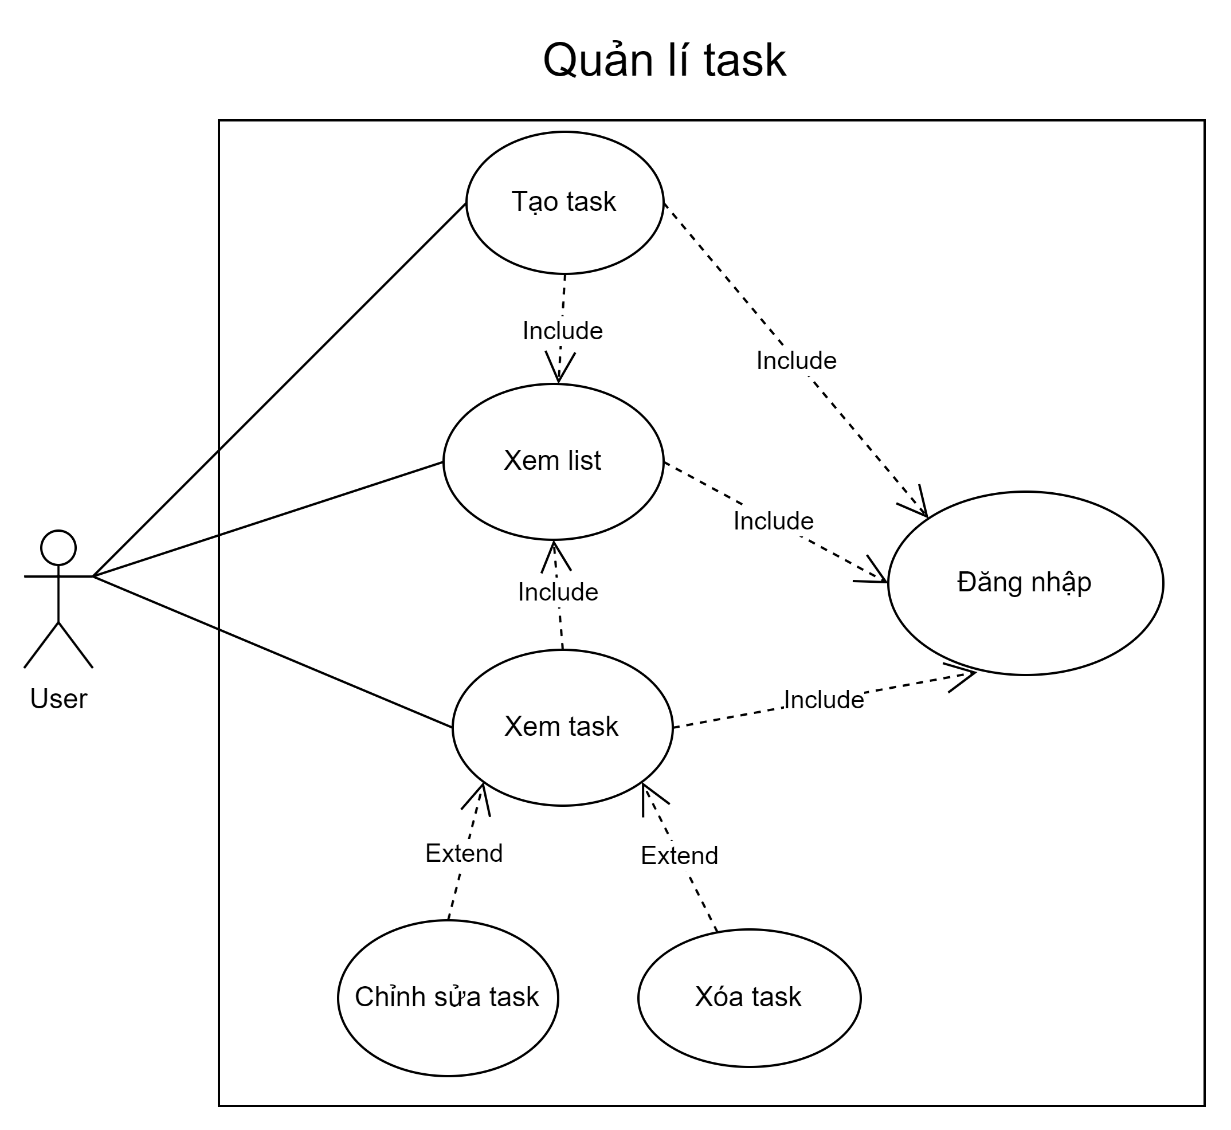 Quản lí task
Tạo task
Include
Include
Xem list
Include
Đăng nhập
Include
User
Include
Xem task
Extend
Extend
Chỉnh sửa task
Xóa task